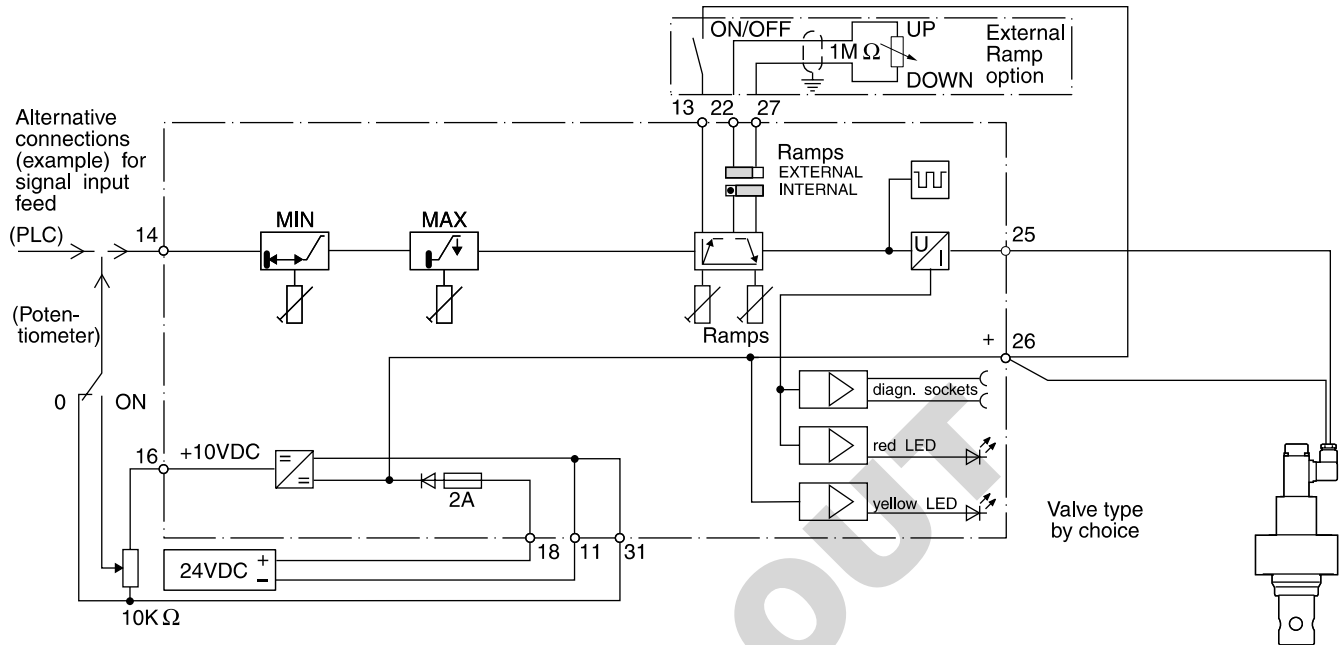 ON/OFF
UP
1M Ω
DOWN
External
Ramp
option
13 22 27
Alternative
connections
(example) for
signal input
feed
(PLC)
14
MIN
MAX
Ramps
EXTERNAL
INTERNAL
U
I
25
(Poten-
tiometer)
Ramps
+ 26
diagn. sockets
0 ON
red LED
16 +10VDC
=
=
2A
yellow LED
Valve type
by choice
18 11 31
24VDC + −
10K Ω
OUT